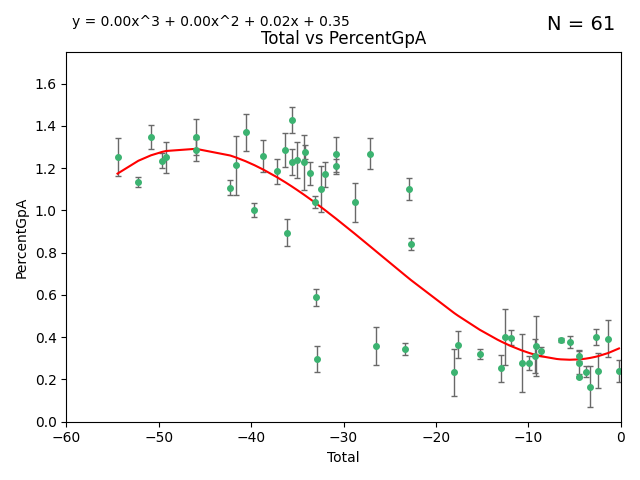 y = 0.00x^3 + 0.00x^2 + 0.02x + 0.35
N = 61
Total vs PercentGpA
PercentGpA
1.6
1.4
1.2
1.0
0.8
0.6
0.4
0.2
0.0
−60 −50 −40 −30 −20 −10 0
Total